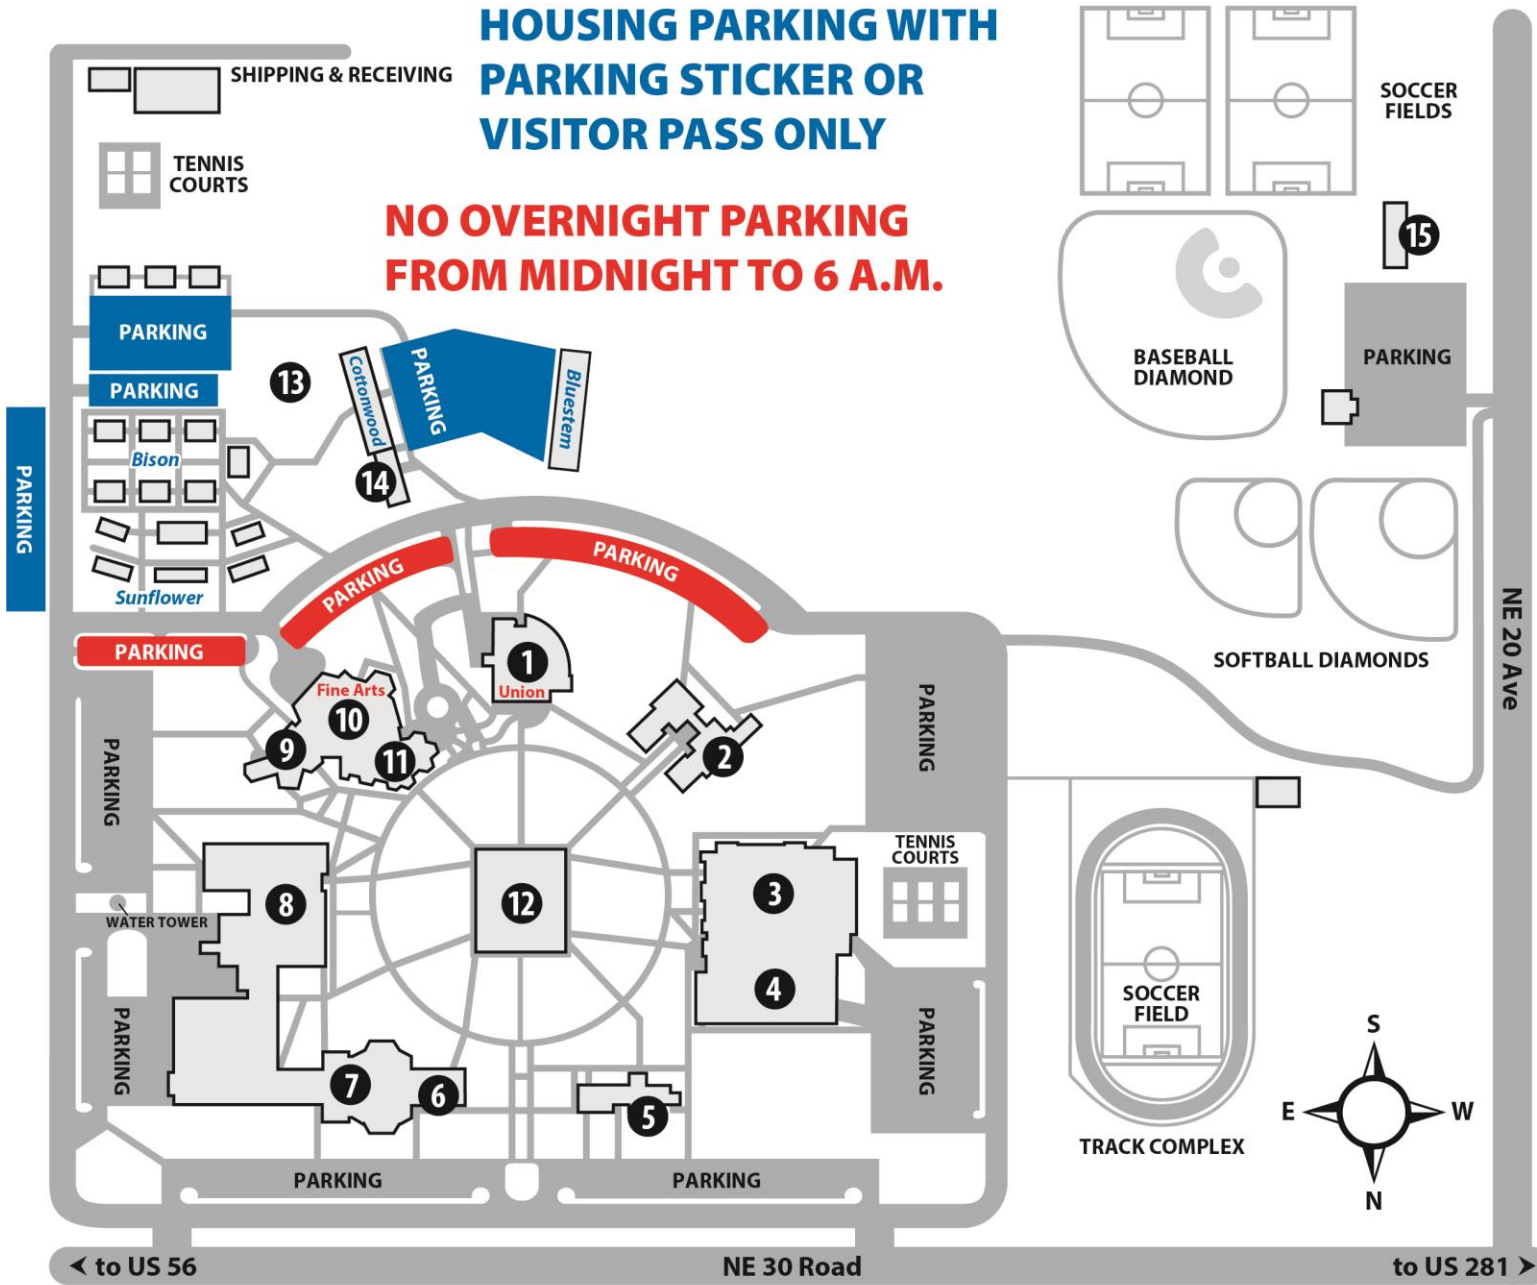 HOUSING PARKING WITH
PARKING STICKER OR
VISITOR PASS ONLY
NO OVERNIGHT PARKING
FROM MIDNIGHT TO 6 A.M.
SHIPPING & RECEIVING
TENNIS
COURTS
SOCCER
FIELDS
15
PARKING
PARKING
13
Cottonwood
PARKING
Bluestem
BASEBALL
DIAMOND
PARKING
Bison
14
PARKING
Sunflower
PARKING
PARKING
PARKING
SOFTBALL DIAMONDS
NE 20 Ave
1
Union
Fine Arts
10
9
11
2
PARKING
PARKING
TENNIS
COURTS
8
12
3
WATER TOWER
4
SOCCER
FIELD
PARKING
PARKING
7
6
5
S
E
W
N
TRACK COMPLEX
PARKING
PARKING
to US 56
NE 30 Road
to US 281